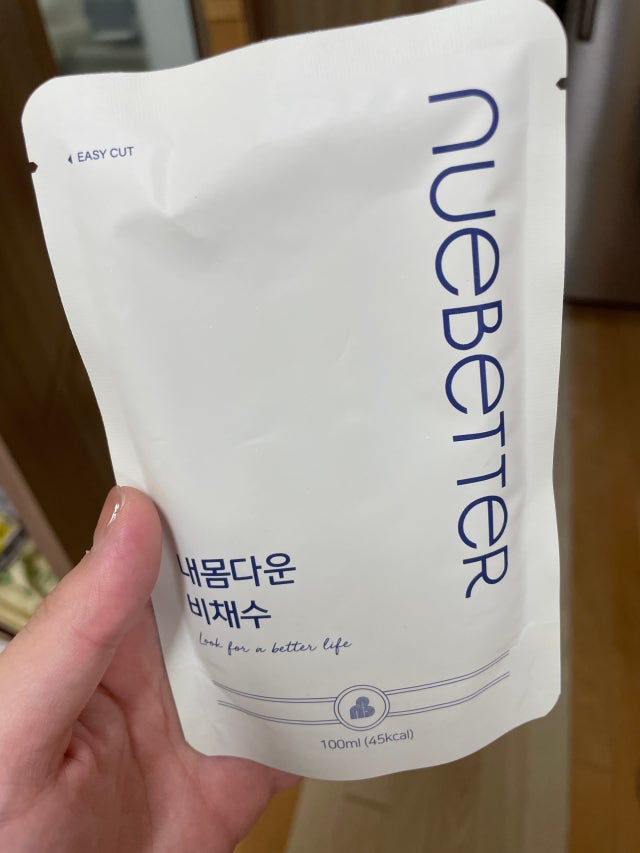 EASY CUT
nueBeTTeR
내몸다운
비채수
Look for a better life
100ml (45kcal)